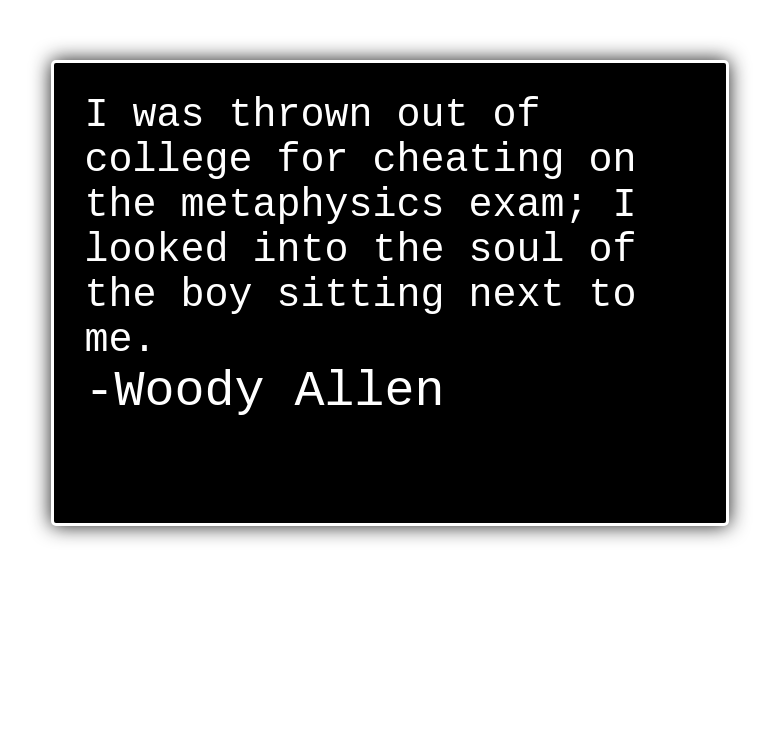 I was thrown out of
college for cheating on
the metaphysics exam; I
looked into the soul of
the boy sitting next to
me.
-Woody Allen